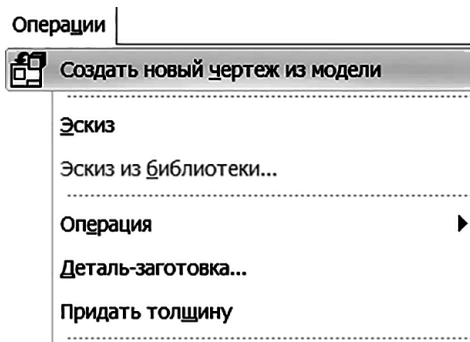 Операции
Создать новый чертеж из модели
Эскиз
Эскиз из библиотеки...
Операция
Деталь-заготовка...
Придать толщину